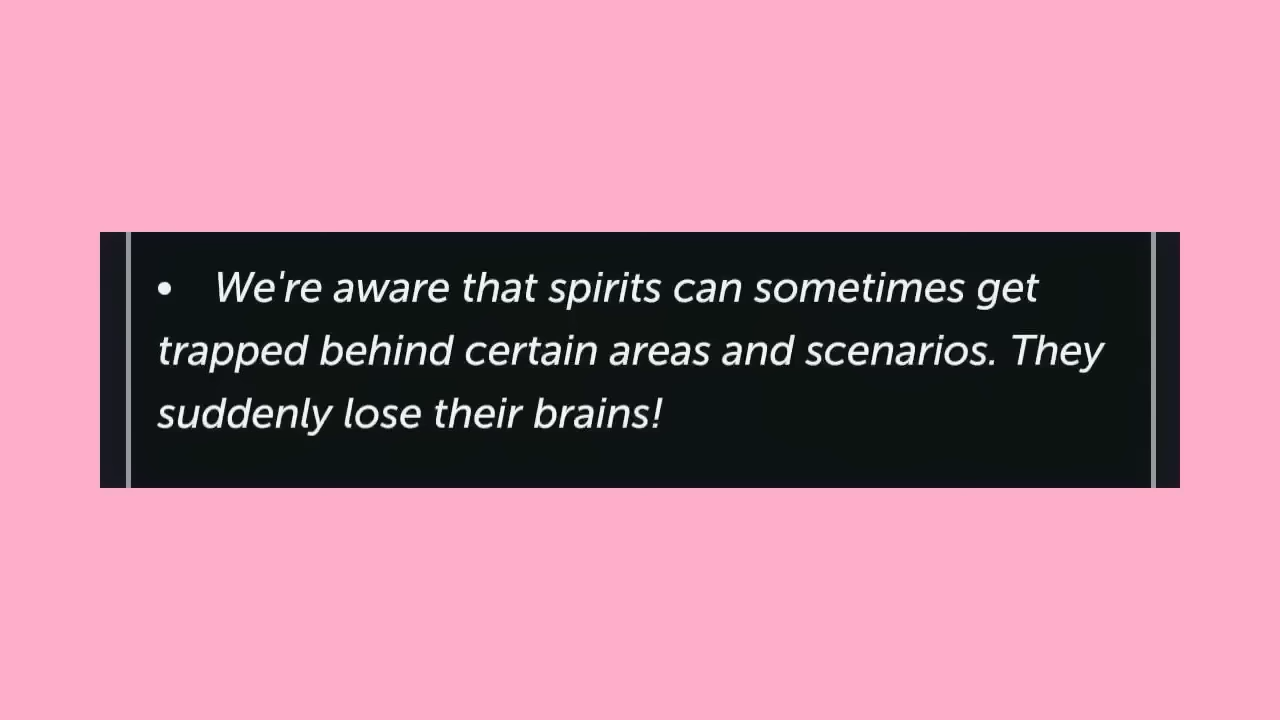 • We're aware that spirits can sometimes get
trapped behind certain areas and scenarios. They
suddenly lose their brains!